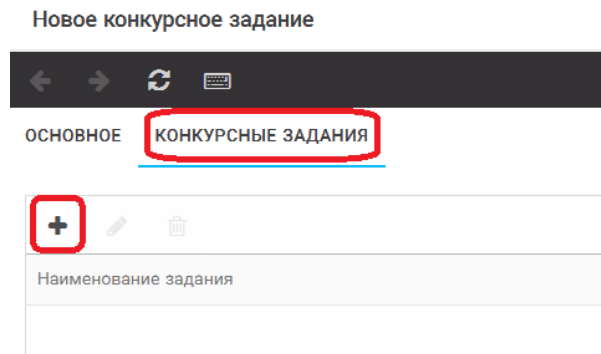 Новое конкурсное задание
ОСНОВНОЕ КОНКУРСНЫЕ ЗАДАНИЯ
Наименование задания